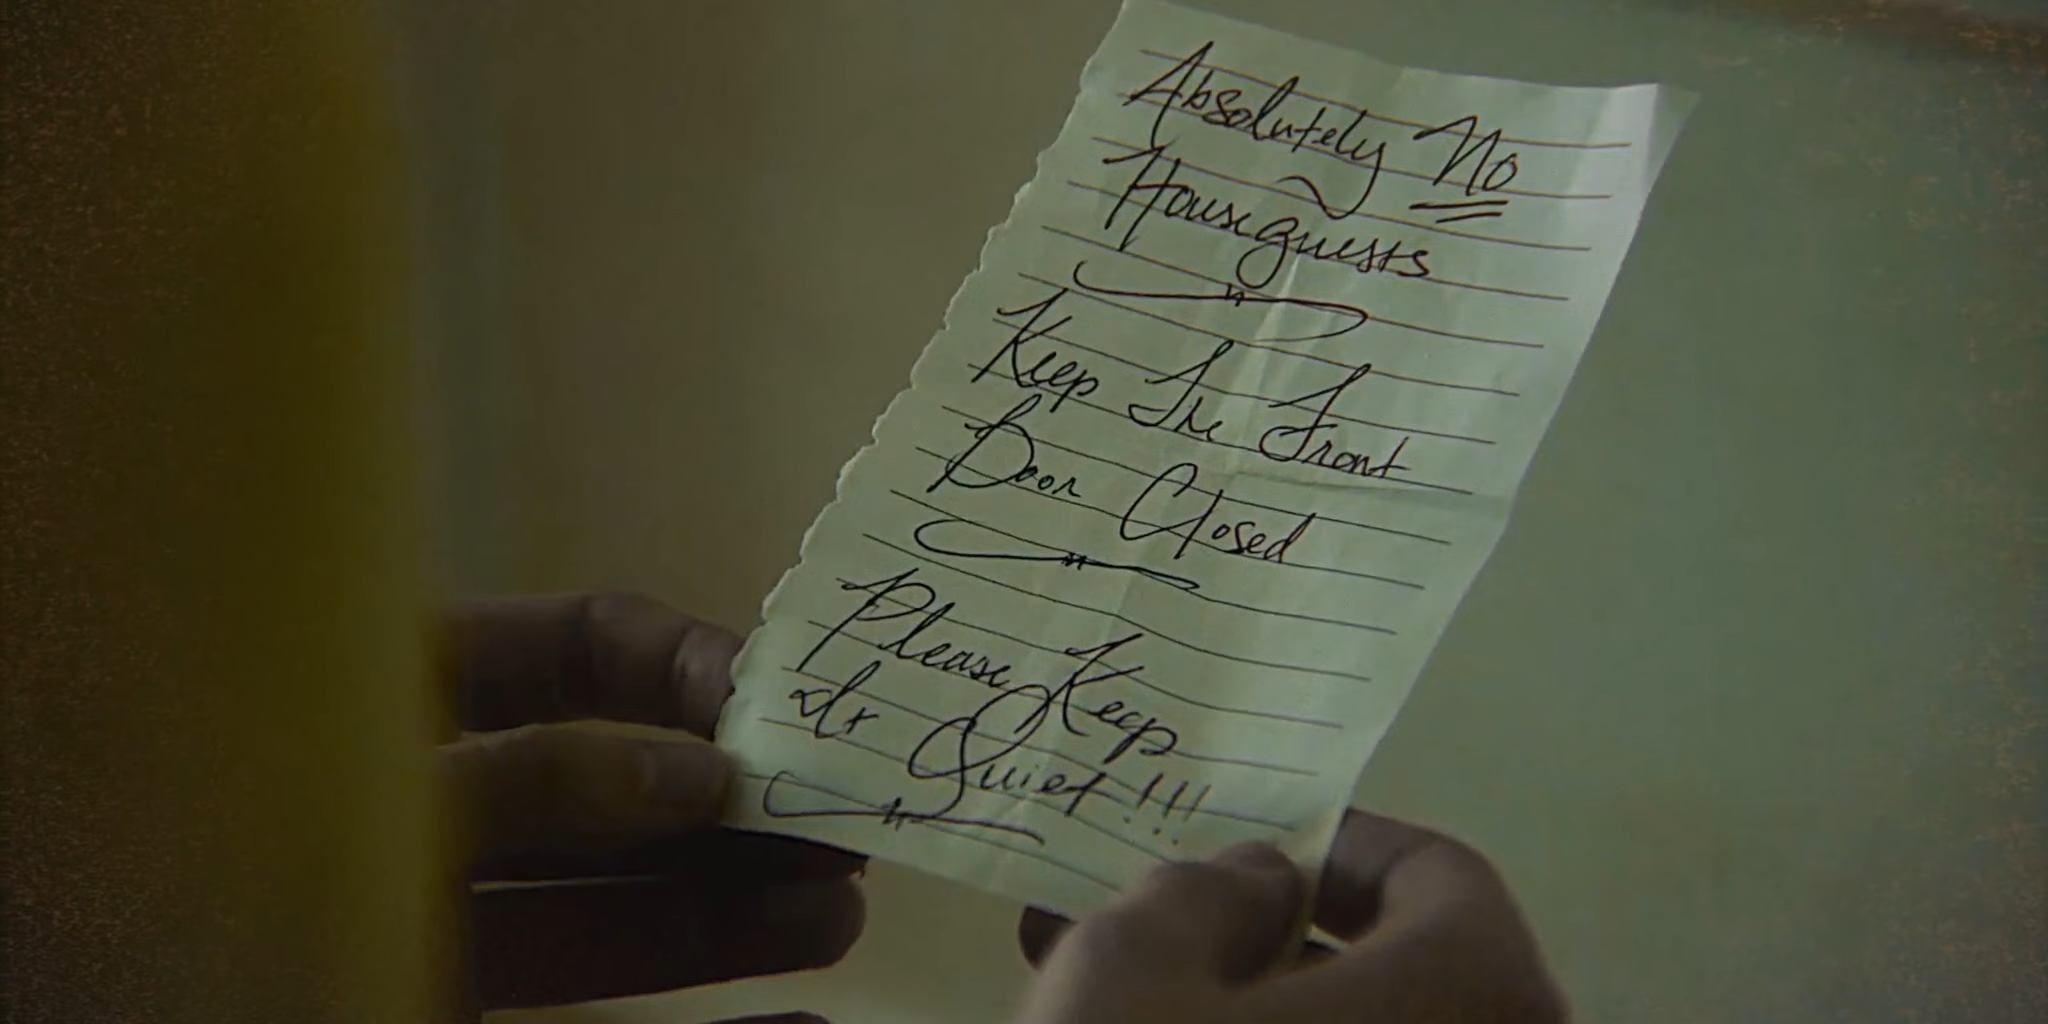 Absolutely No
Houseguests
Keep The Front
Door Closed
Please Keep
It Quiet!!!